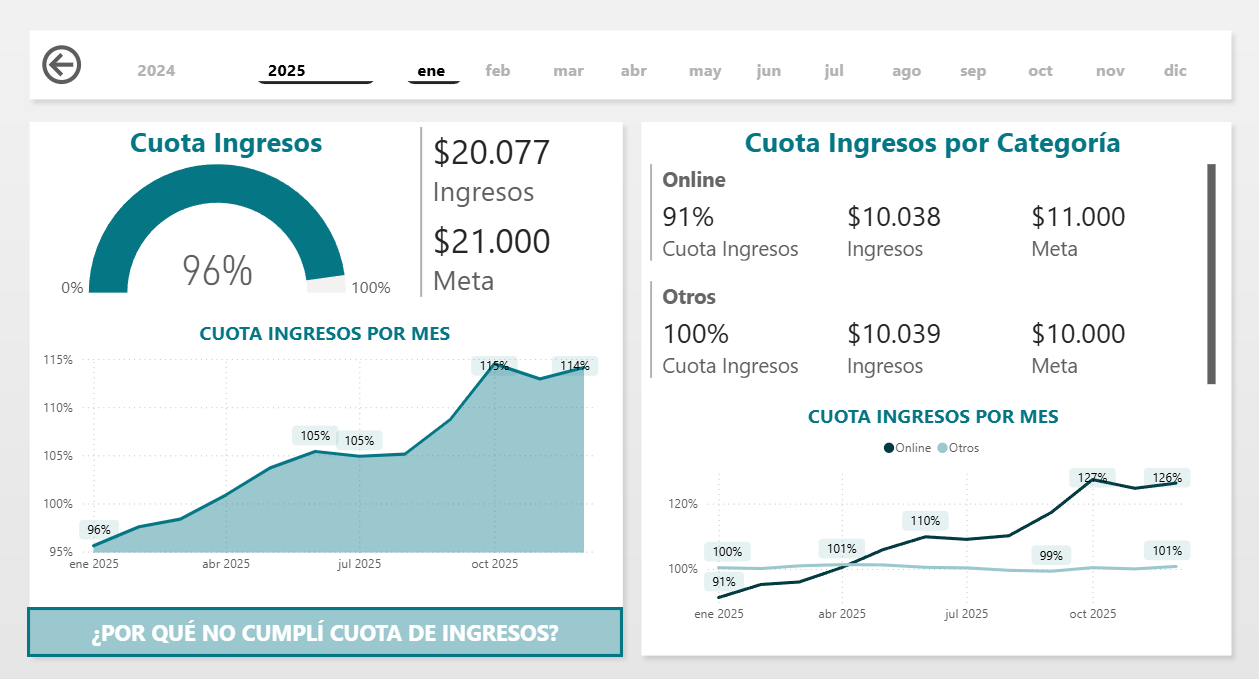 2024 2025 ene feb mar abr may jun jul ago sep oct nov dic
Cuota Ingresos
0% 96% 100%
$20.077
Ingresos
$21.000
Meta
CUOTA INGRESOS POR MES
115%
110%
105%
100%
95%
96% 105% 105% 115% 114%
ene 2025 abr 2025 jul 2025 oct 2025
¿POR QUÉ NO CUMPLÍ CUOTA DE INGRESOS?
Cuota Ingresos por Categoría
Online
91% $10.038 $11.000
Cuota Ingresos Ingresos Meta
Otros
100% $10.039 $10.000
Cuota Ingresos Ingresos Meta
CUOTA INGRESOS POR MES
Online Otros
120%
100%
127% 126%
110%
100% 101% 99% 101%
91%
ene 2025 abr 2025 jul 2025 oct 2025